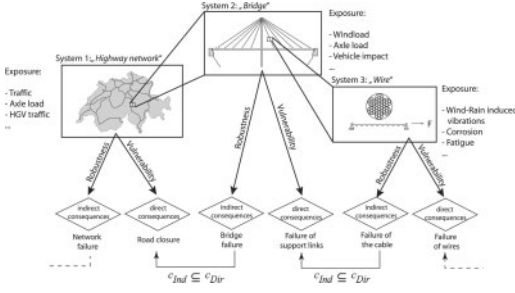 System 2: „Bridge"
Exposure:
- Windload
- Axle load
- Vehicle impact
...
System 1:„Highway network"
Exposure:
- Traffic
- Axle load
- HGV traffic
...
System 3: „Wire"
F
Exposure:
- Wind-Rain induced
vibrations
- Corrosion
- Fatigue
...
Robustness
Vulnerability
Robustness
Vulnerability
Robustness
Vulnerability
indirect
consequences
direct
consequences
indirect
consequences
direct
consequences
indirect
consequences
direct
consequences
Network
failure
Road closure
Bridge
failure
Failure of
support links
Failure of
the cable
Failure
of wires
c_Ind ⊆ c_Dir
c_Ind ⊆ c_Dir